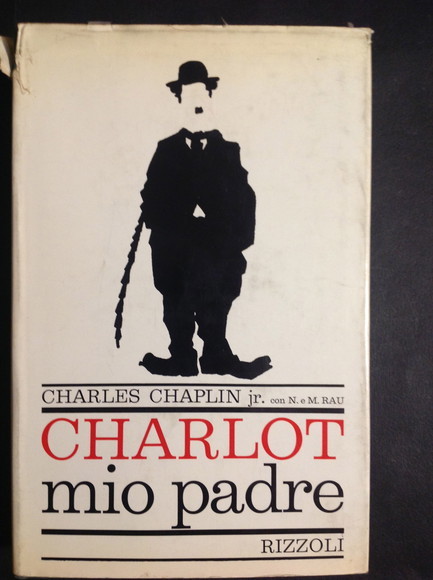 CHARLES CHAPLIN jr. con N. e M. RAU
CHARLOT
mio padre
RIZZOLI